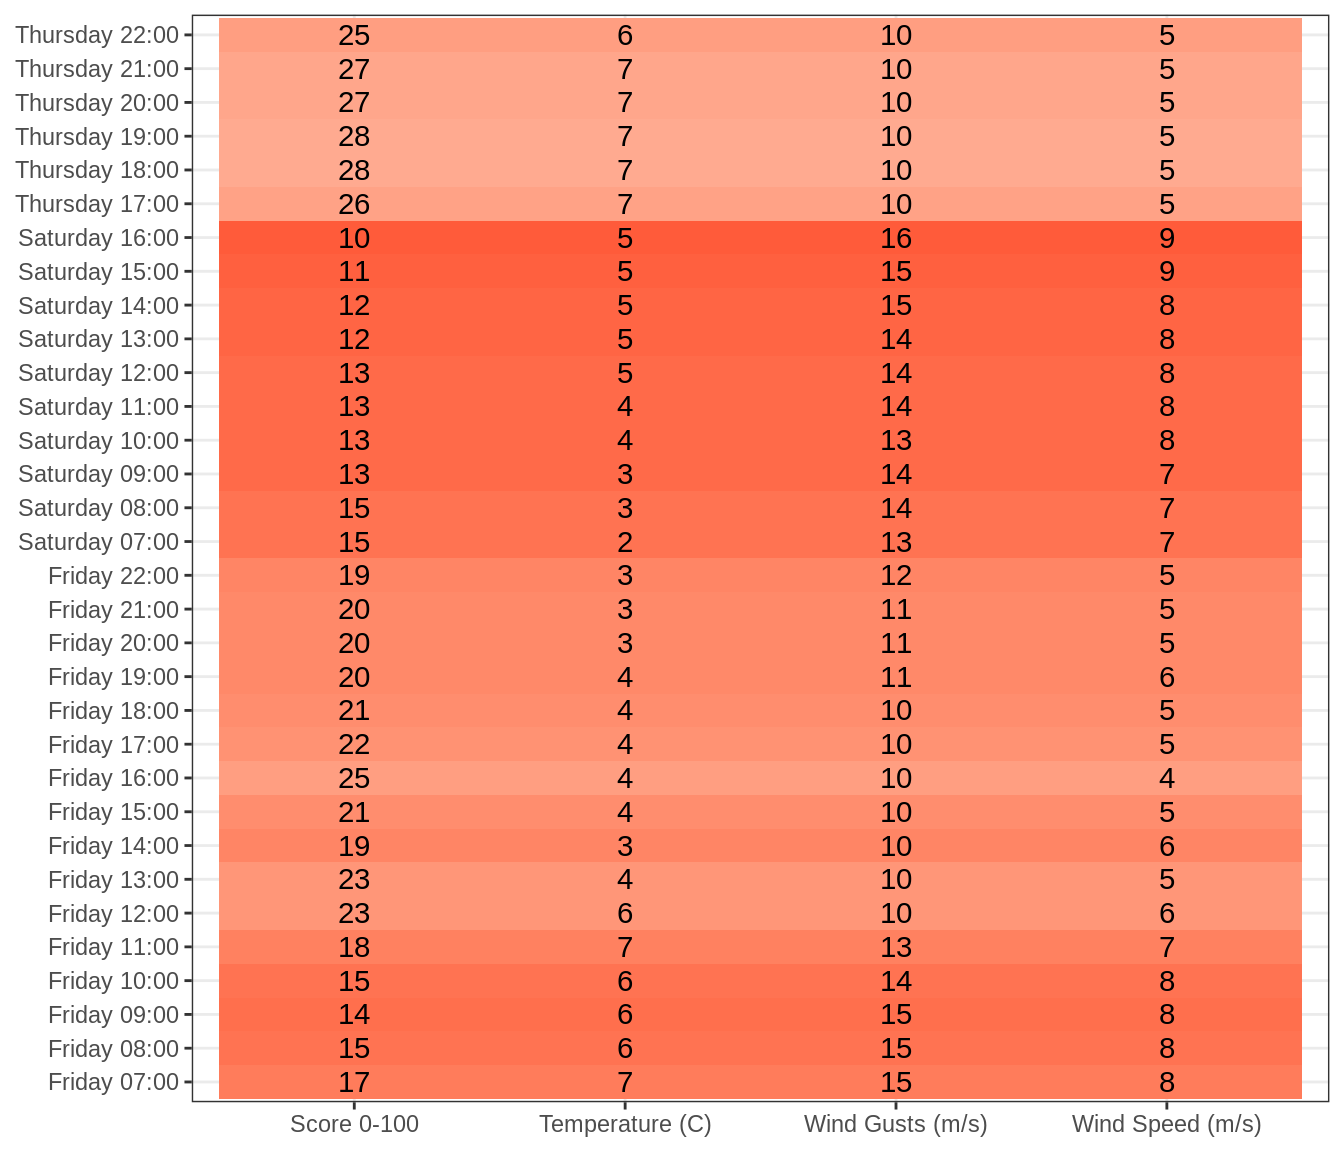 Thursday 22:00 25 6 10 5
Thursday 21:00 27 7 10 5
Thursday 20:00 27 7 10 5
Thursday 19:00 28 7 10 5
Thursday 18:00 28 7 10 5
Thursday 17:00 26 7 10 5
Saturday 16:00 10 5 16 9
Saturday 15:00 11 5 15 9
Saturday 14:00 12 5 15 8
Saturday 13:00 12 5 14 8
Saturday 12:00 13 5 14 8
Saturday 11:00 13 4 14 8
Saturday 10:00 13 4 13 8
Saturday 09:00 13 3 14 7
Saturday 08:00 15 3 14 7
Saturday 07:00 15 2 13 7
Friday 22:00 19 3 12 5
Friday 21:00 20 3 11 5
Friday 20:00 20 3 11 5
Friday 19:00 20 4 11 6
Friday 18:00 21 4 10 5
Friday 17:00 22 4 10 5
Friday 16:00 25 4 10 4
Friday 15:00 21 4 10 5
Friday 14:00 19 3 10 6
Friday 13:00 23 4 10 5
Friday 12:00 23 6 10 6
Friday 11:00 18 7 13 7
Friday 10:00 15 6 14 8
Friday 09:00 14 6 15 8
Friday 08:00 15 6 15 8
Friday 07:00 17 7 15 8
Score 0-100 Temperature (C) Wind Gusts (m/s) Wind Speed (m/s)